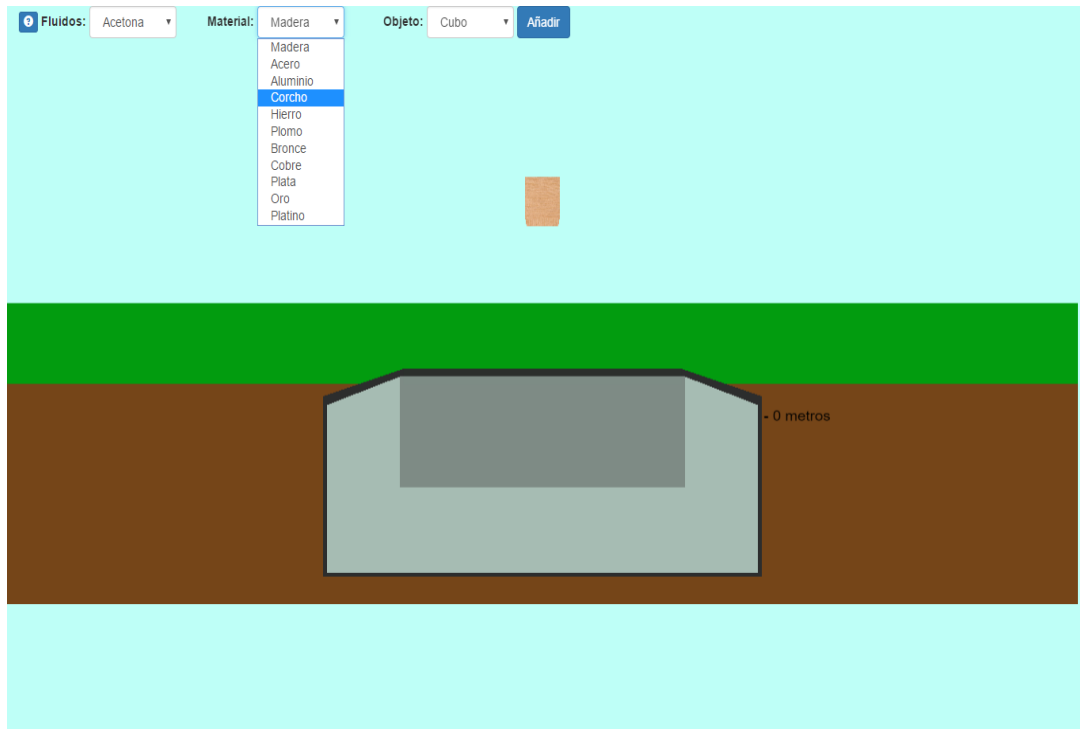 Fluidos: Acetona Material: Madera Objeto: Cubo Añadir
Madera
Acero
Aluminio
Corcho
Hierro
Plomo
Bronce
Cobre
Plata
Oro
Platino
- 0 metros